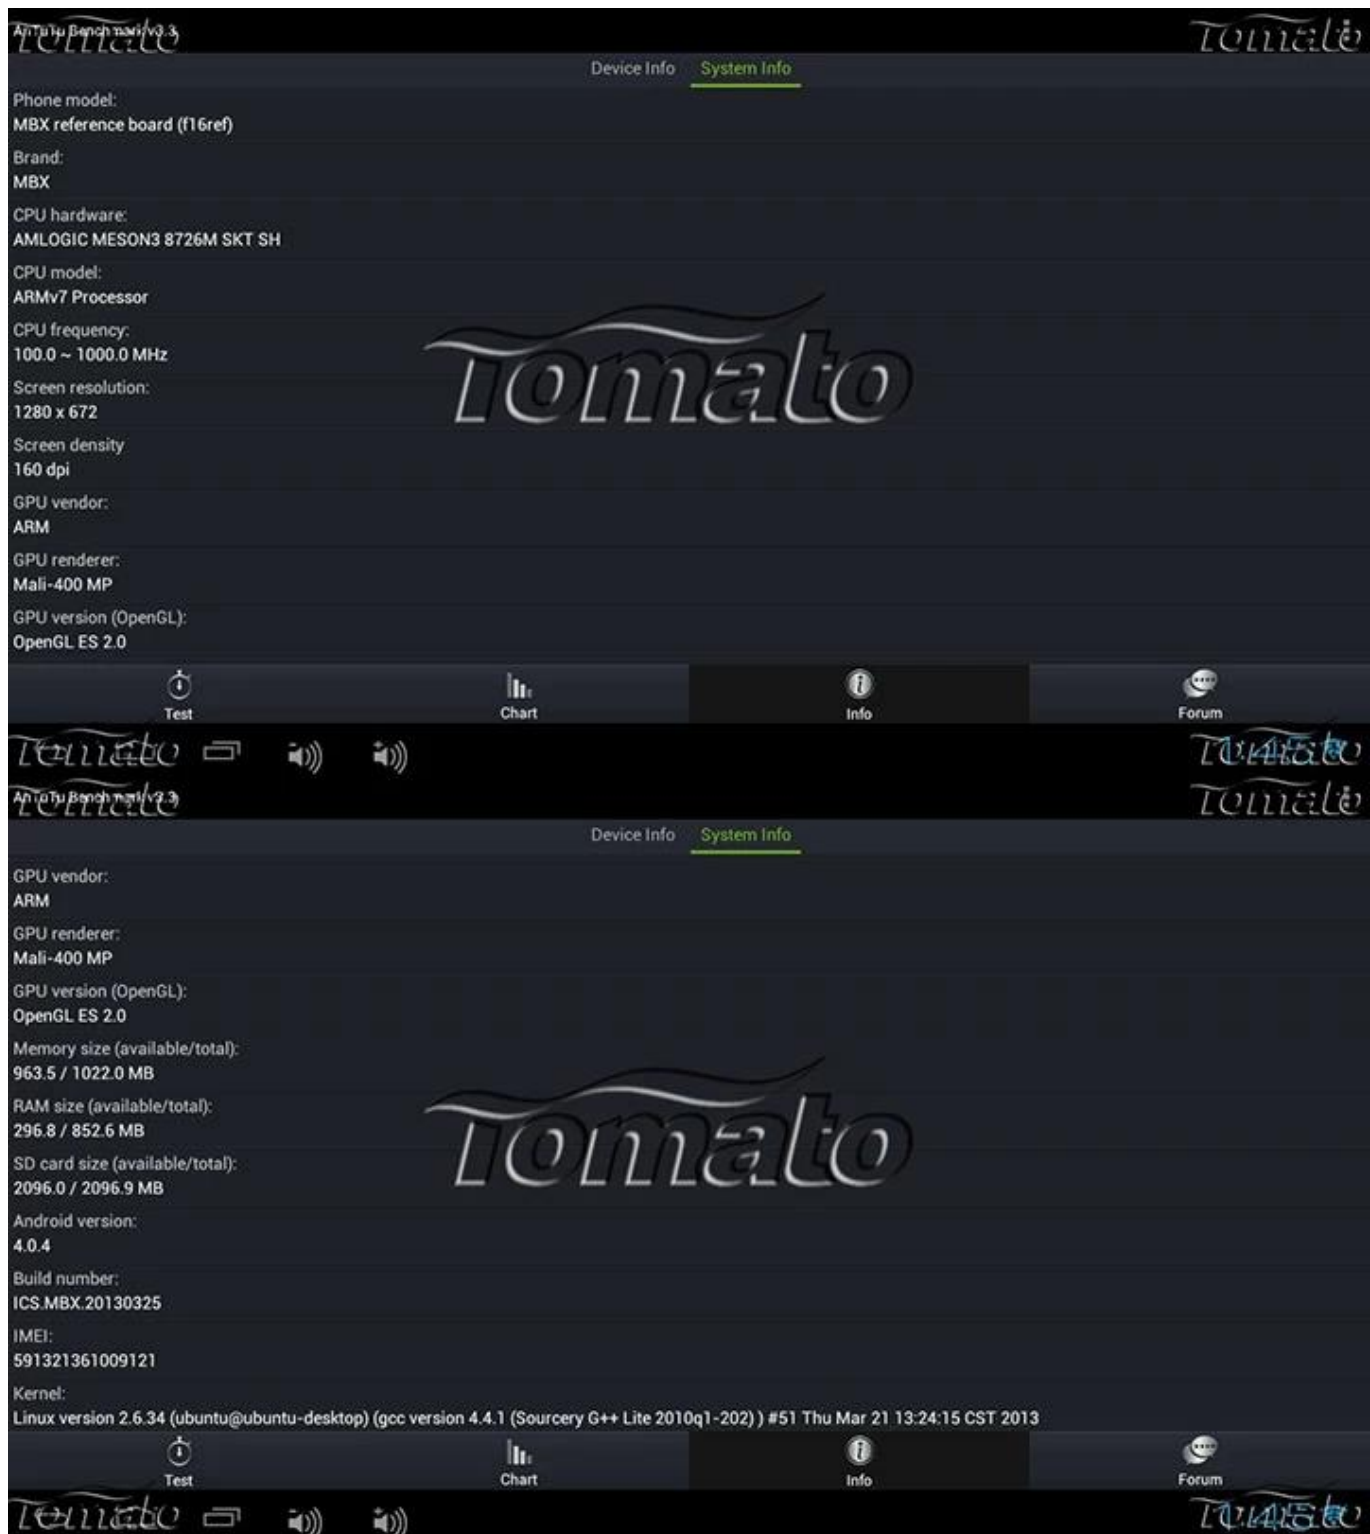 AnTuTu Benchmark v3.3
Tomato
Tomato
Device Info System Info
Phone model:
MBX reference board (f16ref)
Brand:
MBX
CPU hardware:
AMLOGIC MESON3 8726M SKT SH
CPU model:
ARMv7 Processor
CPU frequency:
100.0 ~ 1000.0 MHz
Tomato
Screen resolution:
1280 x 672
Screen density
160 dpi
GPU vendor:
ARM
GPU renderer:
Mali-400 MP
GPU version (OpenGL):
OpenGL ES 2.0
Test Chart Info Forum
Tomato
Tomato
AnTuTu Benchmark v3.3
Tomato
Tomato
Device Info System Info
GPU vendor:
ARM
GPU renderer:
Mali-400 MP
GPU version (OpenGL):
OpenGL ES 2.0
Memory size (available/total):
963.5 / 1022.0 MB
RAM size (available/total):
296.8 / 852.6 MB
Tomato
SD card size (available/total):
2096.0 / 2096.9 MB
Android version:
4.0.4
Build number:
ICS.MBX.20130325
IMEI:
591321361009121
Kernel:
Linux version 2.6.34 (ubuntu@ubuntu-desktop) (gcc version 4.4.1 (Sourcery G++ Lite 2010q1-202) ) #51 Thu Mar 21 13:24:15 CST 2013
Test Chart Info Forum
Tomato
Tomato